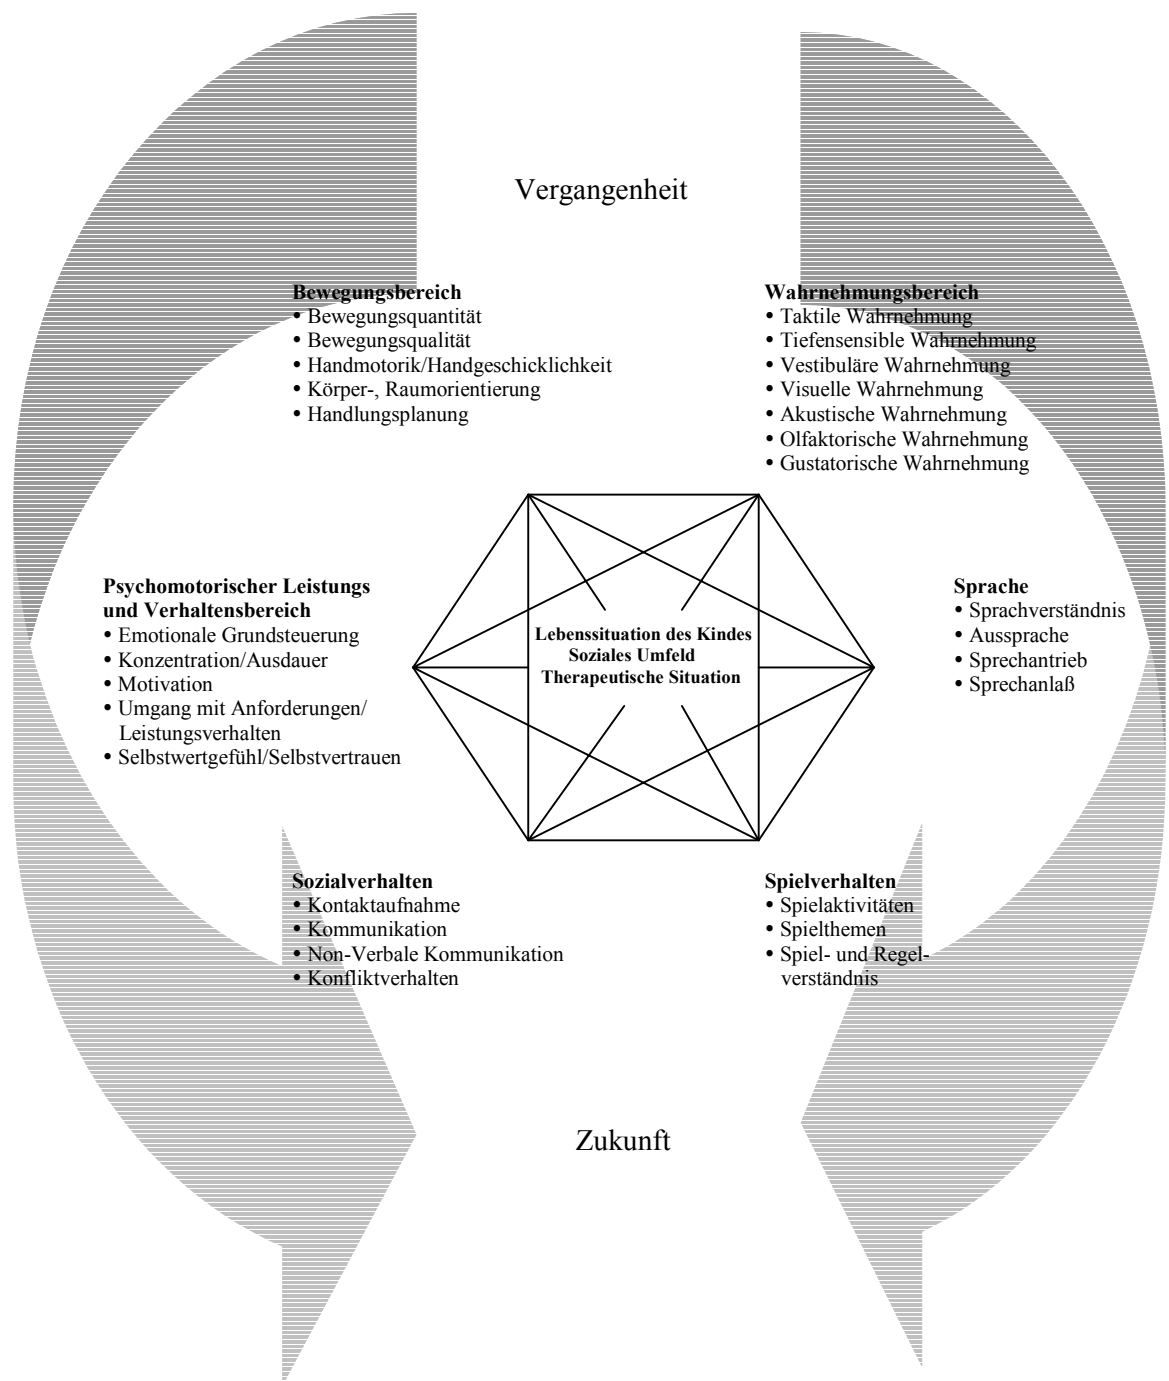 Vergangenheit
Bewegungsbereich
• Bewegungsquantität
• Bewegungsqualität
• Handmotorik/Handgeschicklichkeit
• Körper-, Raumorientierung
• Handlungsplanung
Wahrnehmungsbereich
• Taktile Wahrnehmung
• Tiefensensible Wahrnehmung
• Vestibuläre Wahrnehmung
• Visuelle Wahrnehmung
• Akustische Wahrnehmung
• Olfaktorische Wahrnehmung
• Gustatorische Wahrnehmung
Psychomotorischer Leistungs
und Verhaltensbereich
• Emotionale Grundsteuerung
• Konzentration/Ausdauer
• Motivation
• Umgang mit Anforderungen/
Leistungsverhalten
• Selbstwertgefühl/Selbstvertrauen
Lebenssituation des Kindes
Soziales Umfeld
Therapeutische Situation
Sprache
• Sprachverständnis
• Aussprache
• Sprechantrieb
• Sprechanlaß
Sozialverhalten
• Kontaktaufnahme
• Kommunikation
• Non-Verbale Kommunikation
• Konfliktverhalten
Spielverhalten
• Spielaktivitäten
• Spielthemen
• Spiel- und Regel-
verständnis
Zukunft